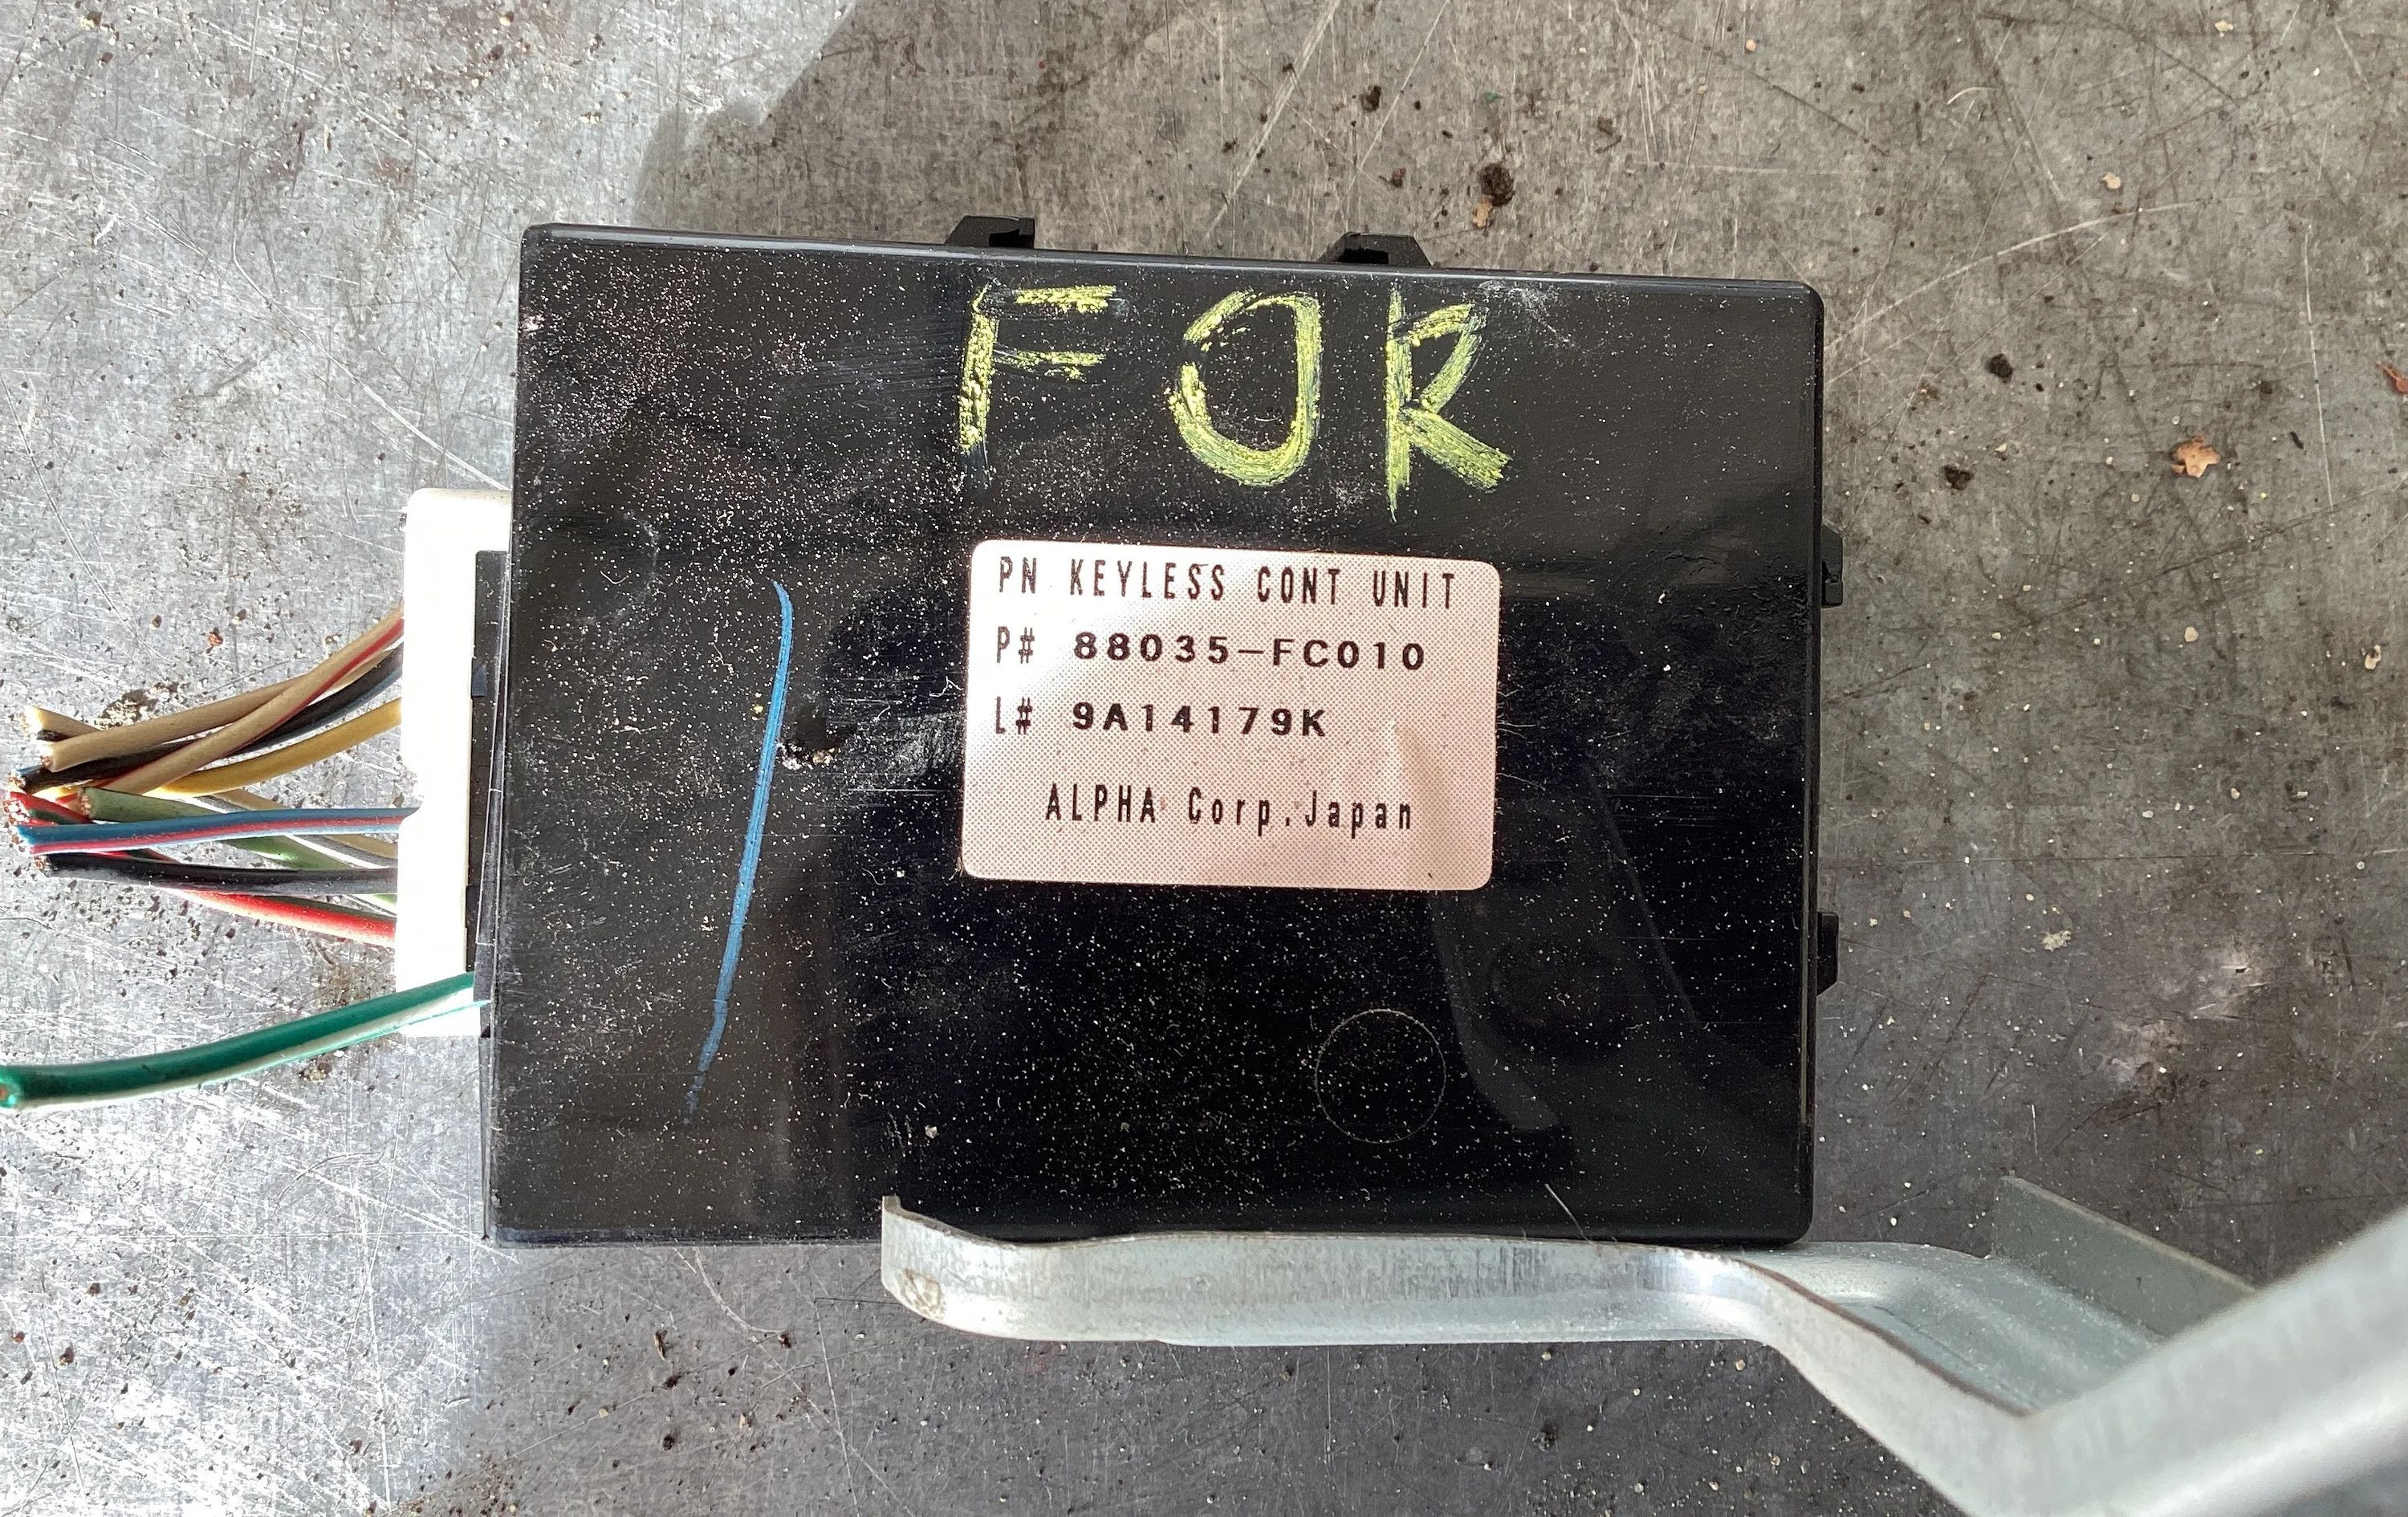 FOR
PN KEYLESS CONT UNIT
P# 88035-FC010
L# 9A14179K
ALPHA Corp.Japan